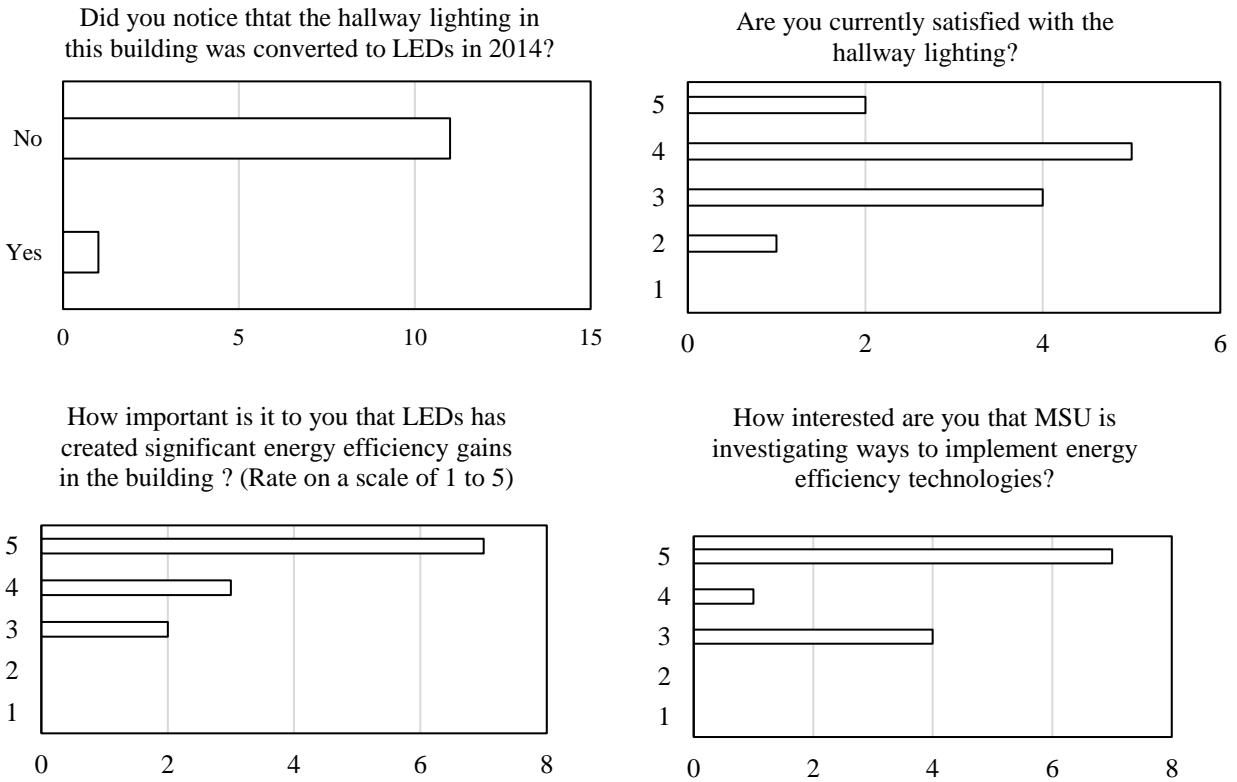 Did you notice thtat the hallway lighting in
this building was converted to LEDs in 2014?
No
Yes
0 5 10 15
Are you currently satisfied with the
hallway lighting?
5
4
3
2
1
0 2 4 6
How important is it to you that LEDs has
created significant energy efficiency gains
in the building ? (Rate on a scale of 1 to 5)
5
4
3
2
1
0 2 4 6 8
How interested are you that MSU is
investigating ways to implement energy
efficiency technologies?
5
4
3
2
1
0 2 4 6 8